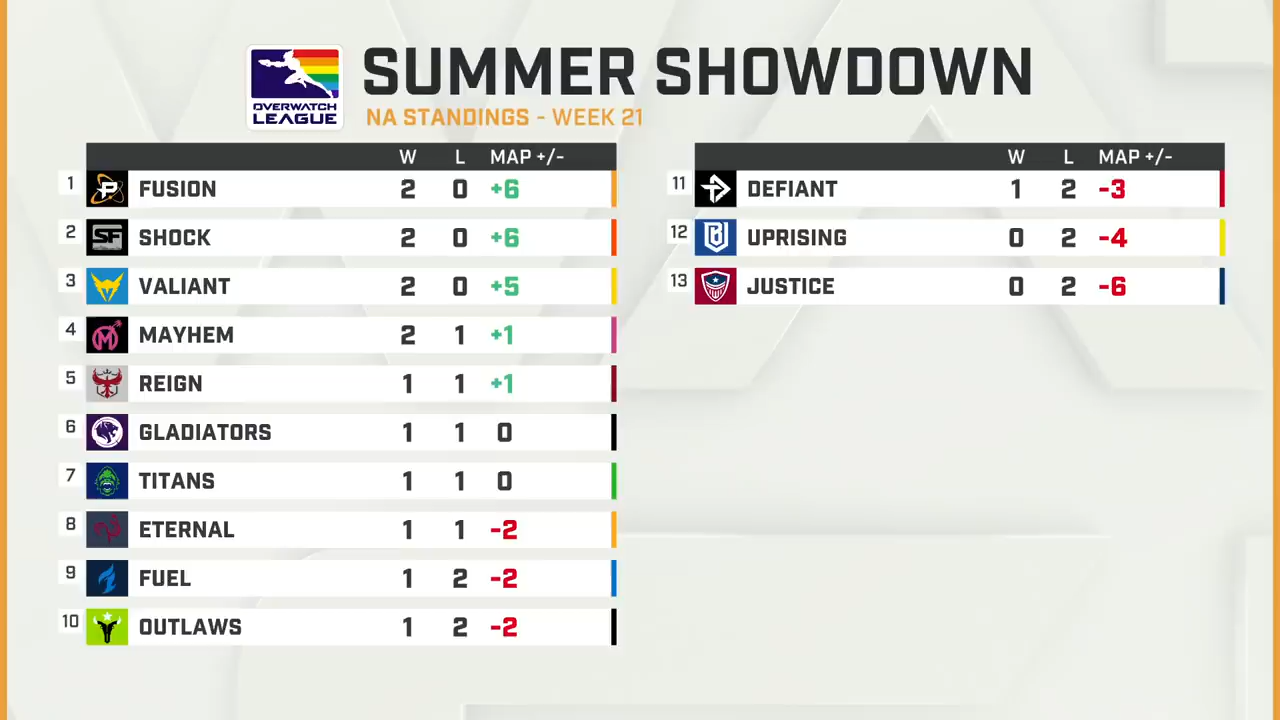 OVERWATCH
LEAGUE
SUMMER SHOWDOWN
NA STANDINGS - WEEK 21
W L MAP +/-
1 FUSION 2 0 +6
2 SHOCK 2 0 +6
3 VALIANT 2 0 +5
4 MAYHEM 2 1 +1
5 REIGN 1 1 +1
6 GLADIATORS 1 1 0
7 TITANS 1 1 0
8 ETERNAL 1 1 -2
9 FUEL 1 2 -2
10 OUTLAWS 1 2 -2
W L MAP +/-
11 DEFIANT 1 2 -3
12 UPRISING 0 2 -4
13 JUSTICE 0 2 -6